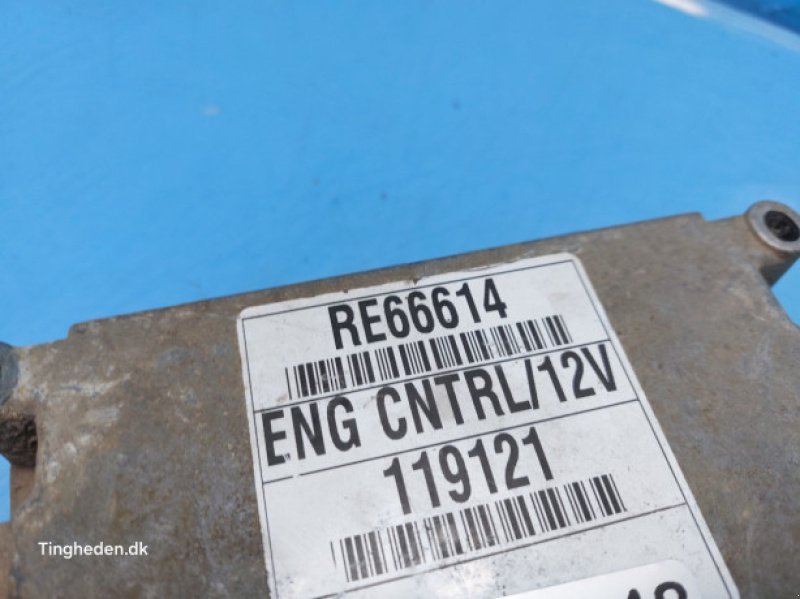 RE66614
ENG CNTRL/12V
119121
Tingheden.dk